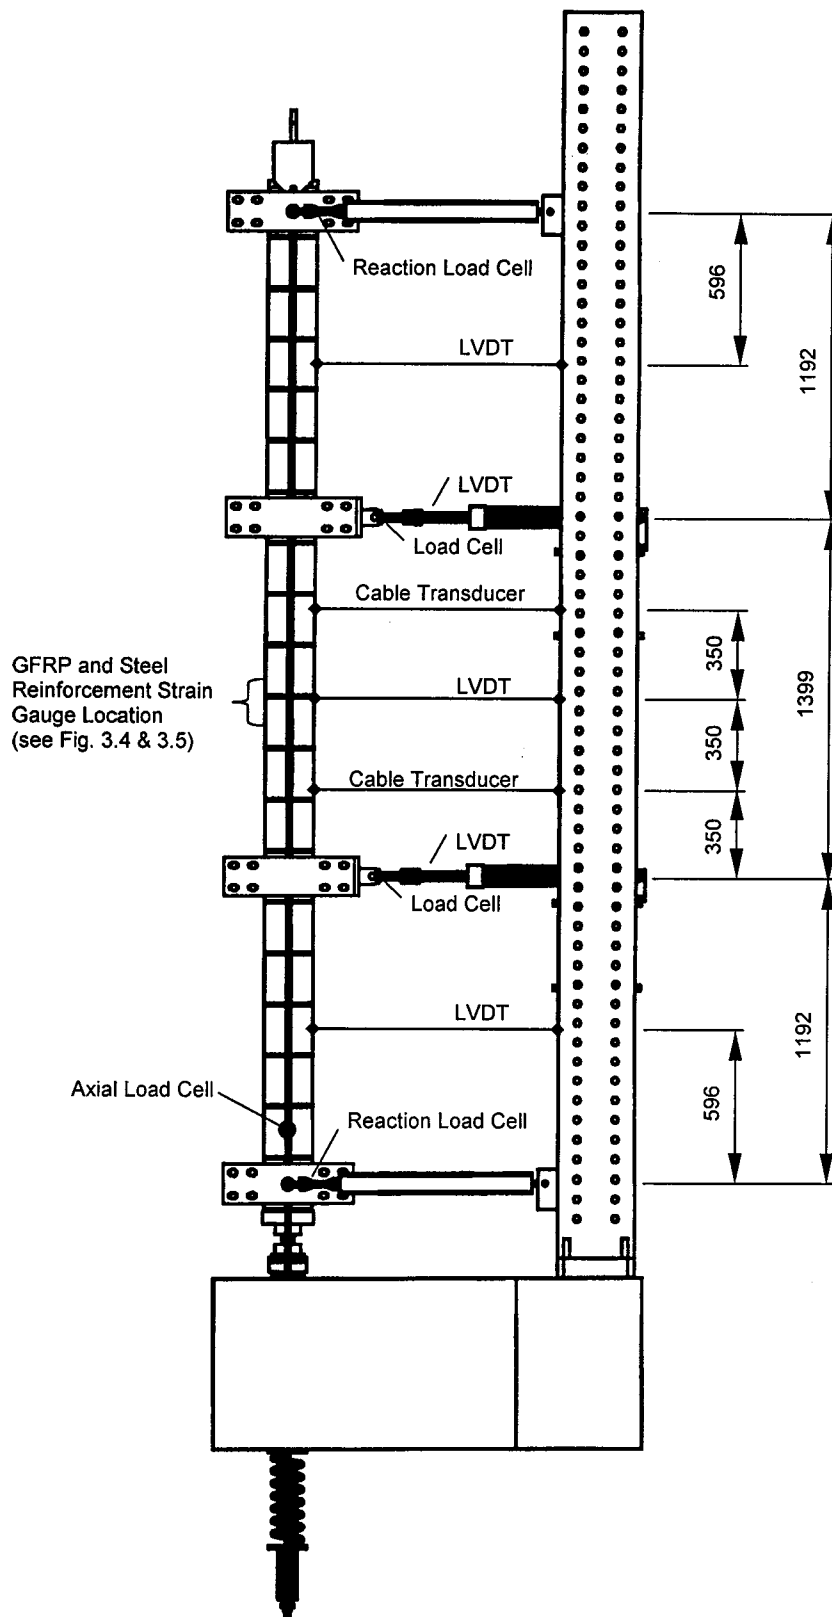 Reaction Load Cell
596
1192
LVDT
LVDT
Load Cell
Cable Transducer
350
1399
GFRP and Steel
Reinforcement Strain
Gauge Location
(see Fig. 3.4 & 3.5)
LVDT
350
Cable Transducer
350
LVDT
Load Cell
LVDT
1192
596
Axial Load Cell
Reaction Load Cell